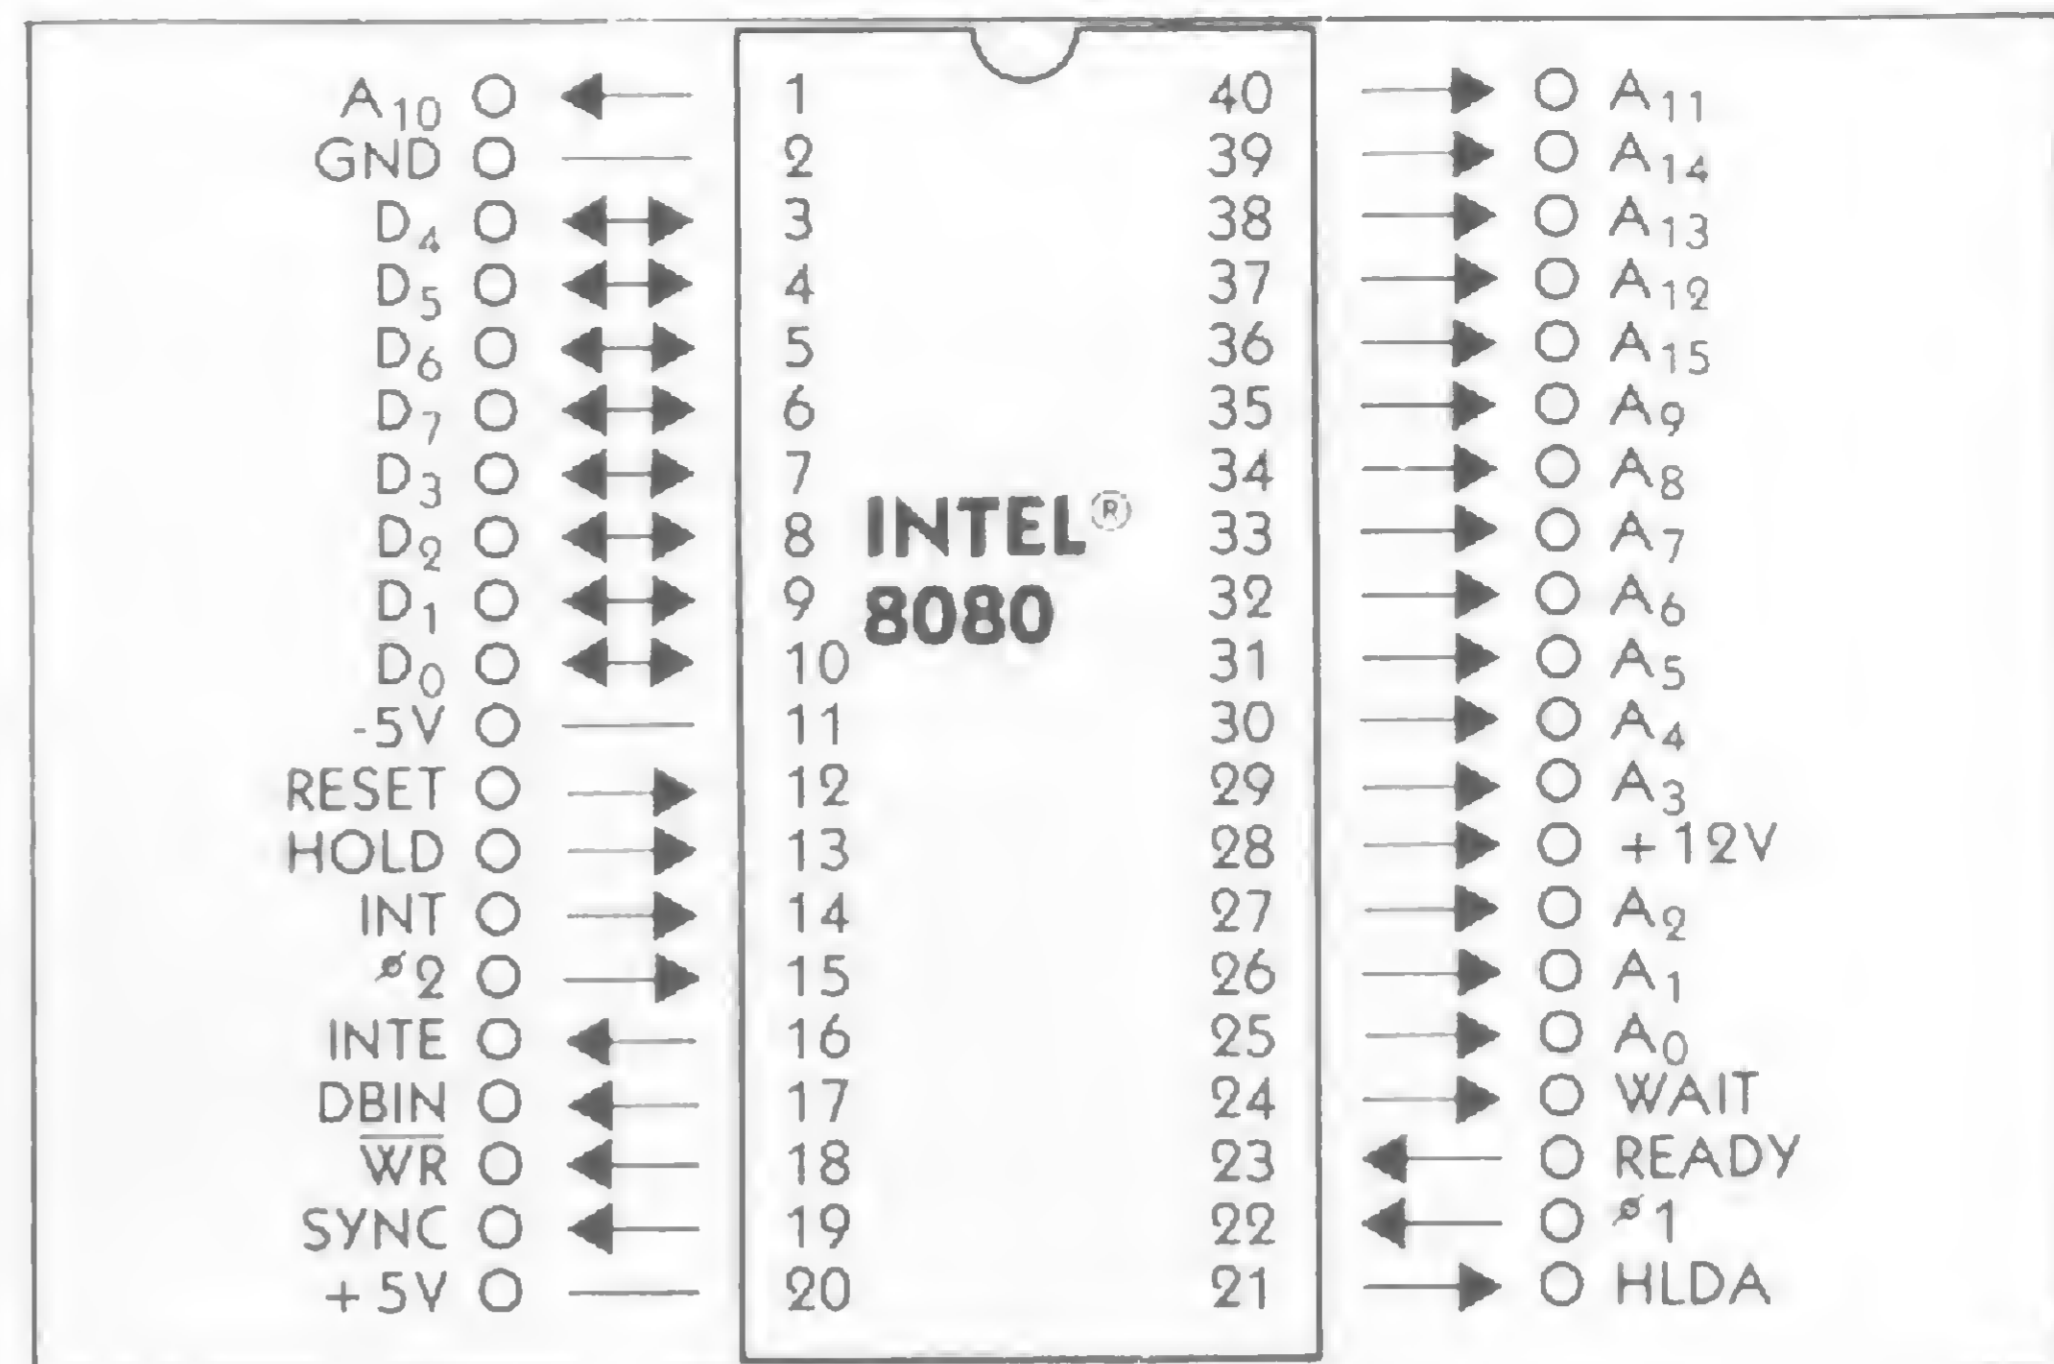 A10 1 40 A11
GND 2 39 A14
D4 3 38 A13
D5 4 37 A12
D6 5 36 A15
D7 6 35 A9
D3 7 34 A8
D2 8 33 A7
D1 9 32 A6
D0 10 31 A5
INTEL®
8080
-5V 11 30 A4
RESET 12 29 A3
HOLD 13 28 +12V
INT 14 27 A2
ø2 15 26 A1
INTE 16 25 A0
DBIN 17 24 WAIT
W̅R̅ 18 23 READY
SYNC 19 22 ø1
+5V 20 21 HLDA